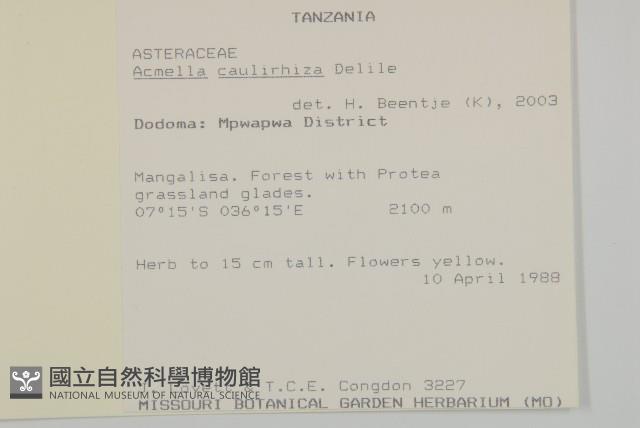 TANZANIA
ASTERACEAE
Acmella caulirhiza Delile
det. H. Beentje (K), 2003
Dodoma: Mpwapwa District
Mangalisa. Forest with Protea
grassland glades.
07°15'S 036°15'E 2100 m
Herb to 15 cm tall. Flowers yellow.
10 April 1988
Lovett & T.C.E. Congdon 3227
MISSOURI BOTANICAL GARDEN HERBARIUM (MO)
國立自然科學博物館
NATIONAL MUSEUM OF NATURAL SCIENCE